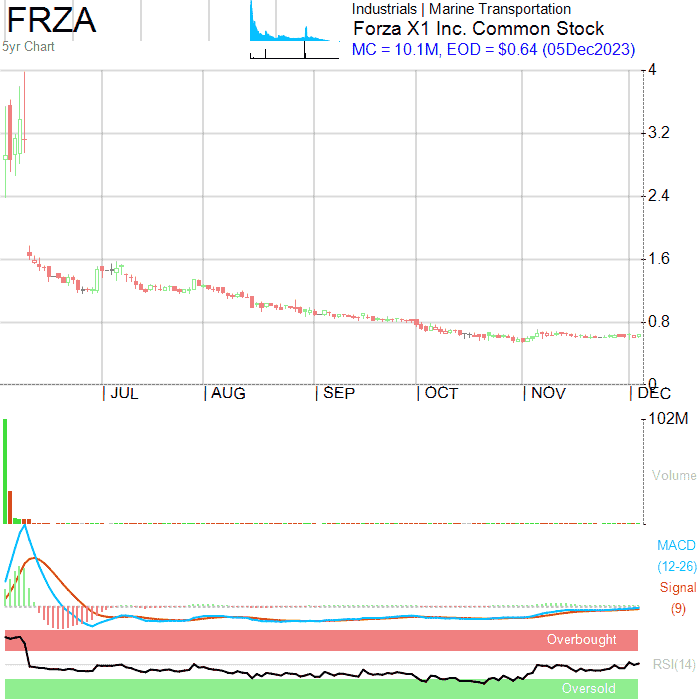 FRZA
5yr Chart
Industrials | Marine Transportation
Forza X1 Inc. Common Stock
MC = 10.1M, EOD = $0.64 (05Dec2023)
4
3.2
2.4
1.6
0.8
0
| JUL | AUG | SEP | OCT | NOV | DEC
102M
Volume
MACD
(12-26)
Signal
(9)
Overbought
RSI(14)
Oversold